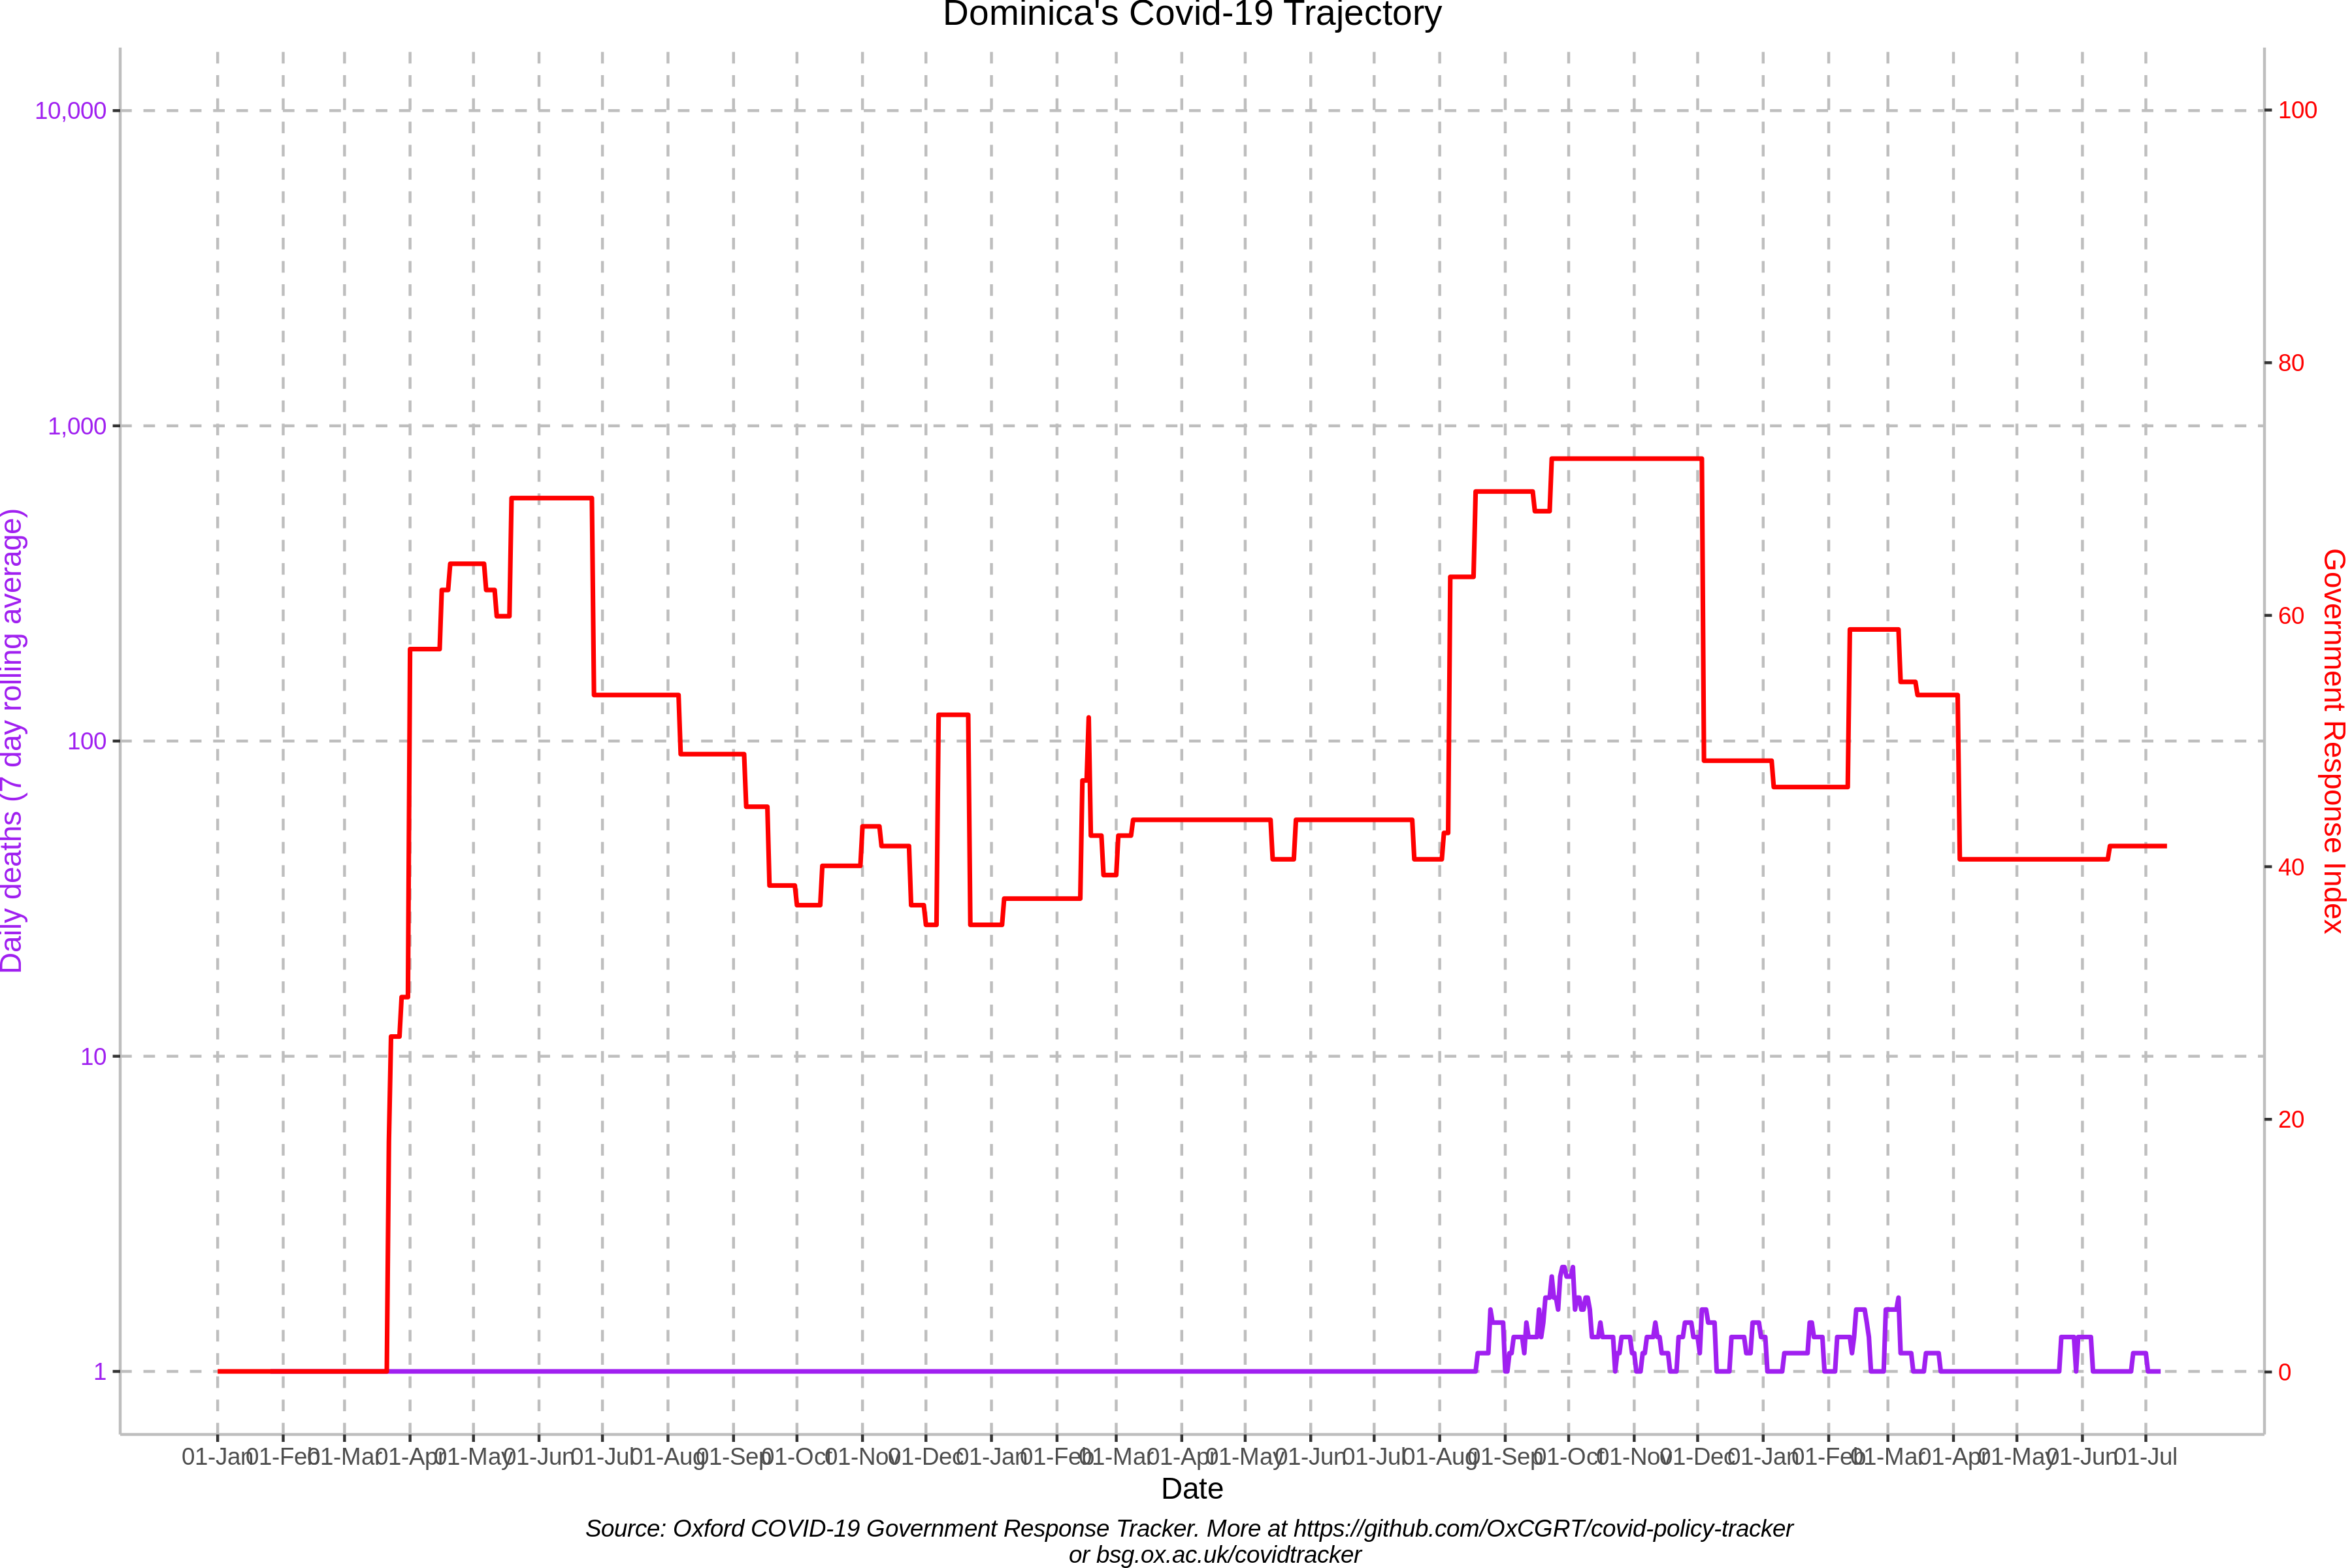 Dominica's Covid-19 Trajectory
Daily deaths (7 day rolling average)
10,000
1,000
100
10
1
100
80
60
40
20
0
Government Response Index
01-Jan 01-Feb 01-Mar 01-Apr 01-May 01-Jun 01-Jul 01-Aug 01-Sep 01-Oct 01-Nov 01-Dec 01-Jan 01-Feb 01-Mar 01-Apr 01-May 01-Jun 01-Jul 01-Aug 01-Sep 01-Oct 01-Nov 01-Dec 01-Jan 01-Feb 01-Mar 01-Apr 01-May 01-Jun 01-Jul
Date
Source: Oxford COVID-19 Government Response Tracker. More at https://github.com/OxCGRT/covid-policy-tracker
or bsg.ox.ac.uk/covidtracker